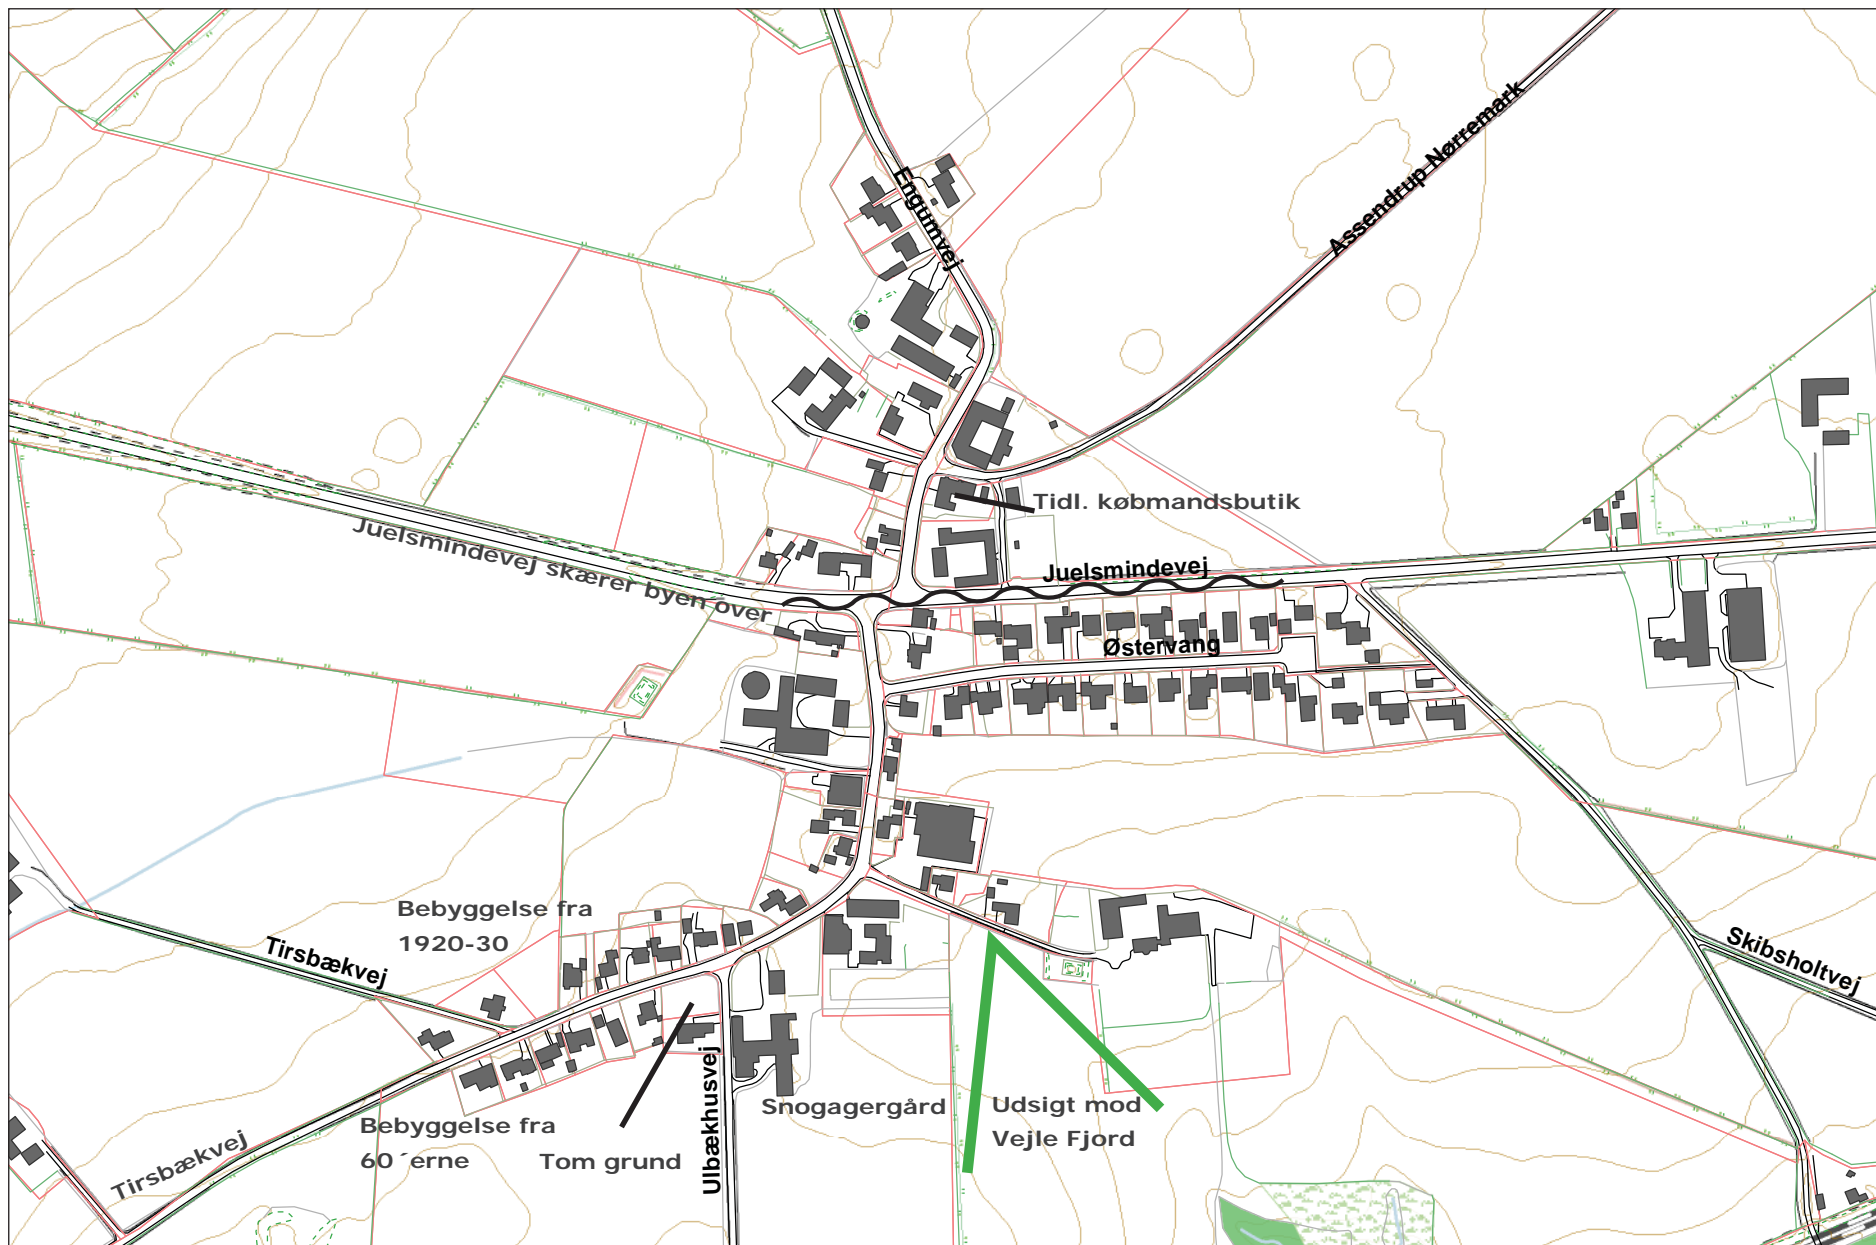 Engumvej
Assendrup Nørremark
Tidl. købmandsbutik
Juelsmindevej skærer byen over
Juelsmindevej
Østervang
Bebyggelse fra
1920-30
Tirsbækvej
Skibsholtvej
Ulbækhusvej
Snogagergård
Udsigt mod
Vejle Fjord
Bebyggelse fra
60´erne
Tom grund
Tirsbækvej